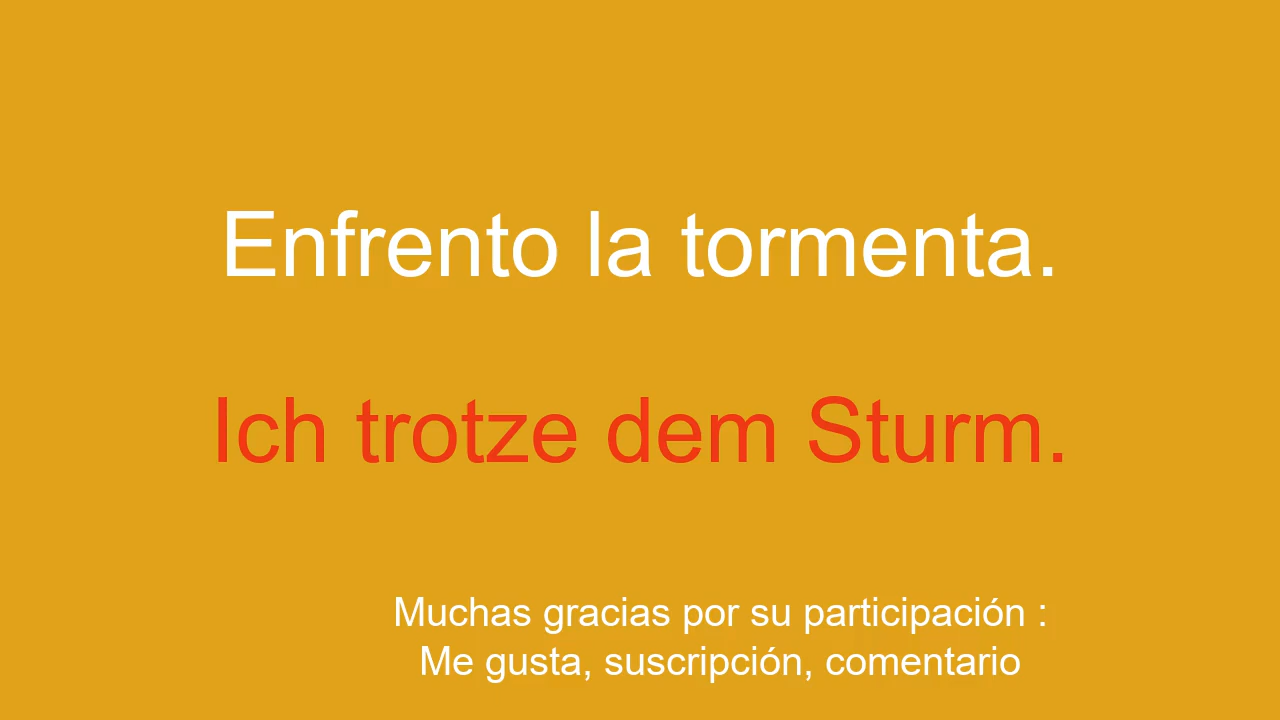 Enfrento la tormenta.
Ich trotze dem Sturm.
Muchas gracias por su participación :
Me gusta, suscripción, comentario